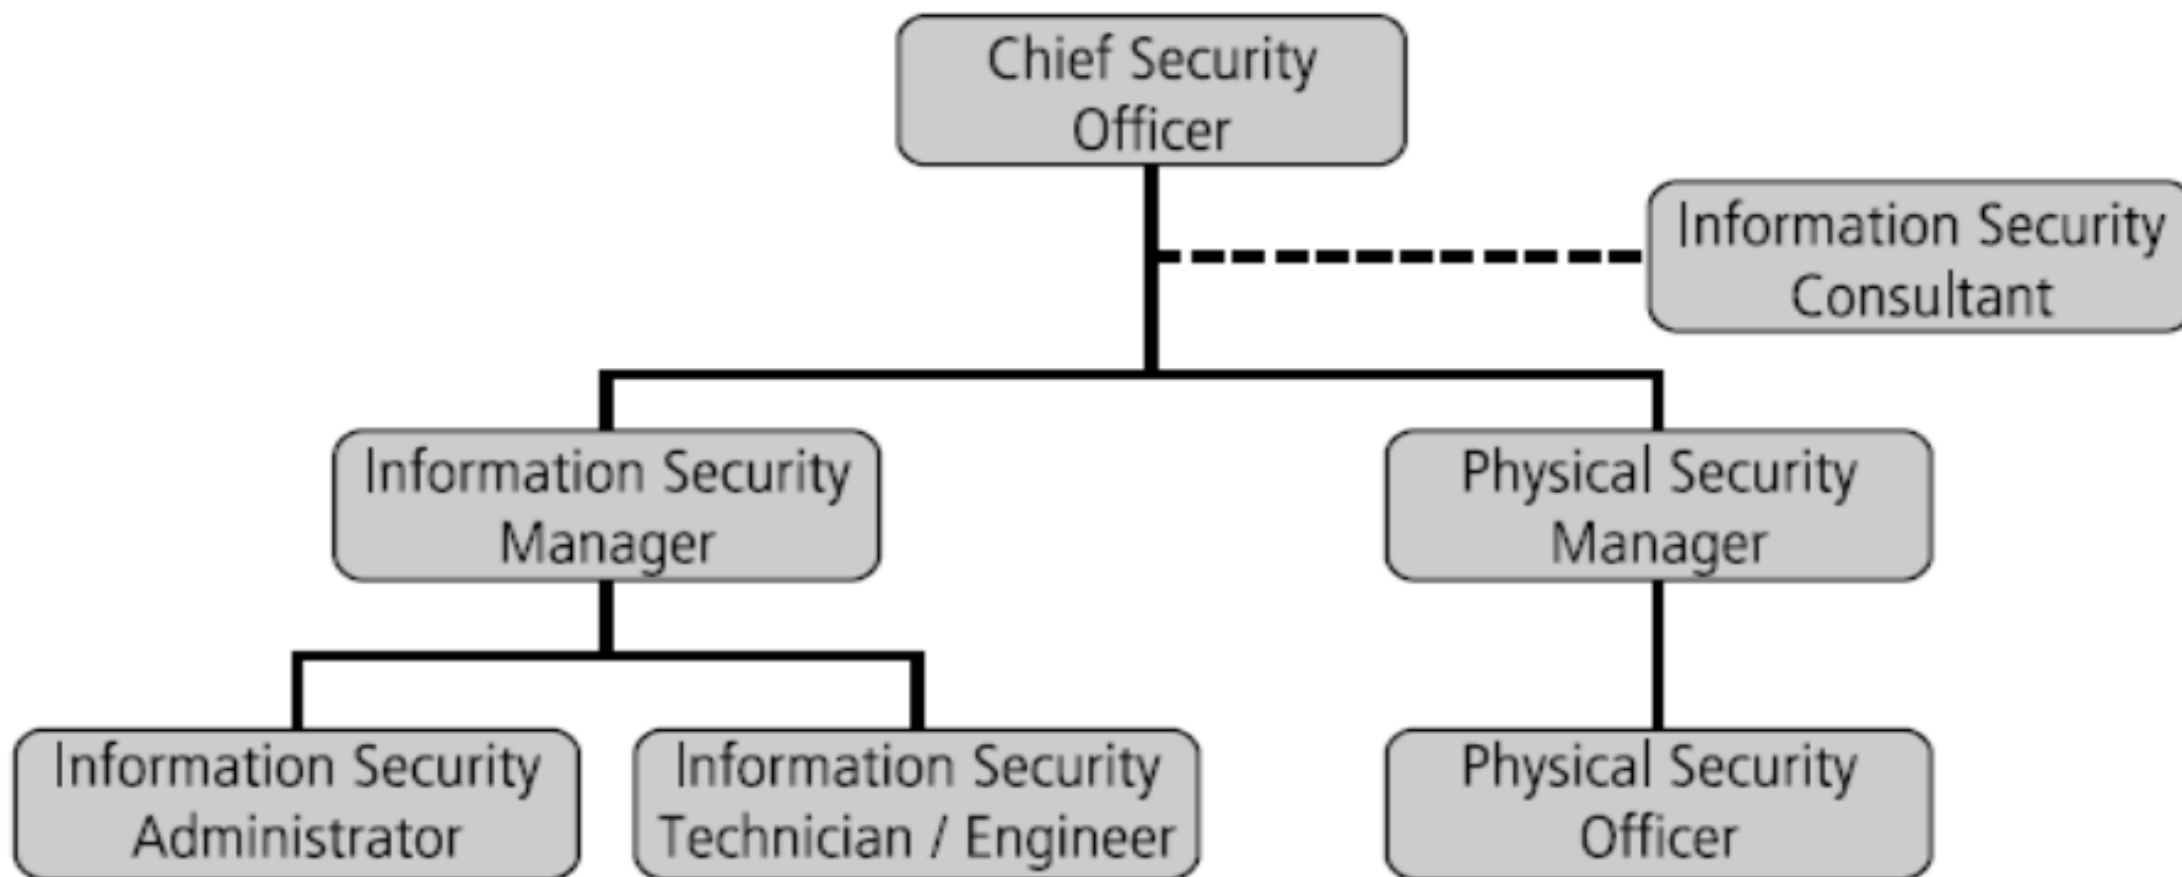 Chief Security
Officer
Information Security
Consultant
Information Security
Manager
Physical Security
Manager
Information Security
Administrator
Information Security
Technician / Engineer
Physical Security
Officer